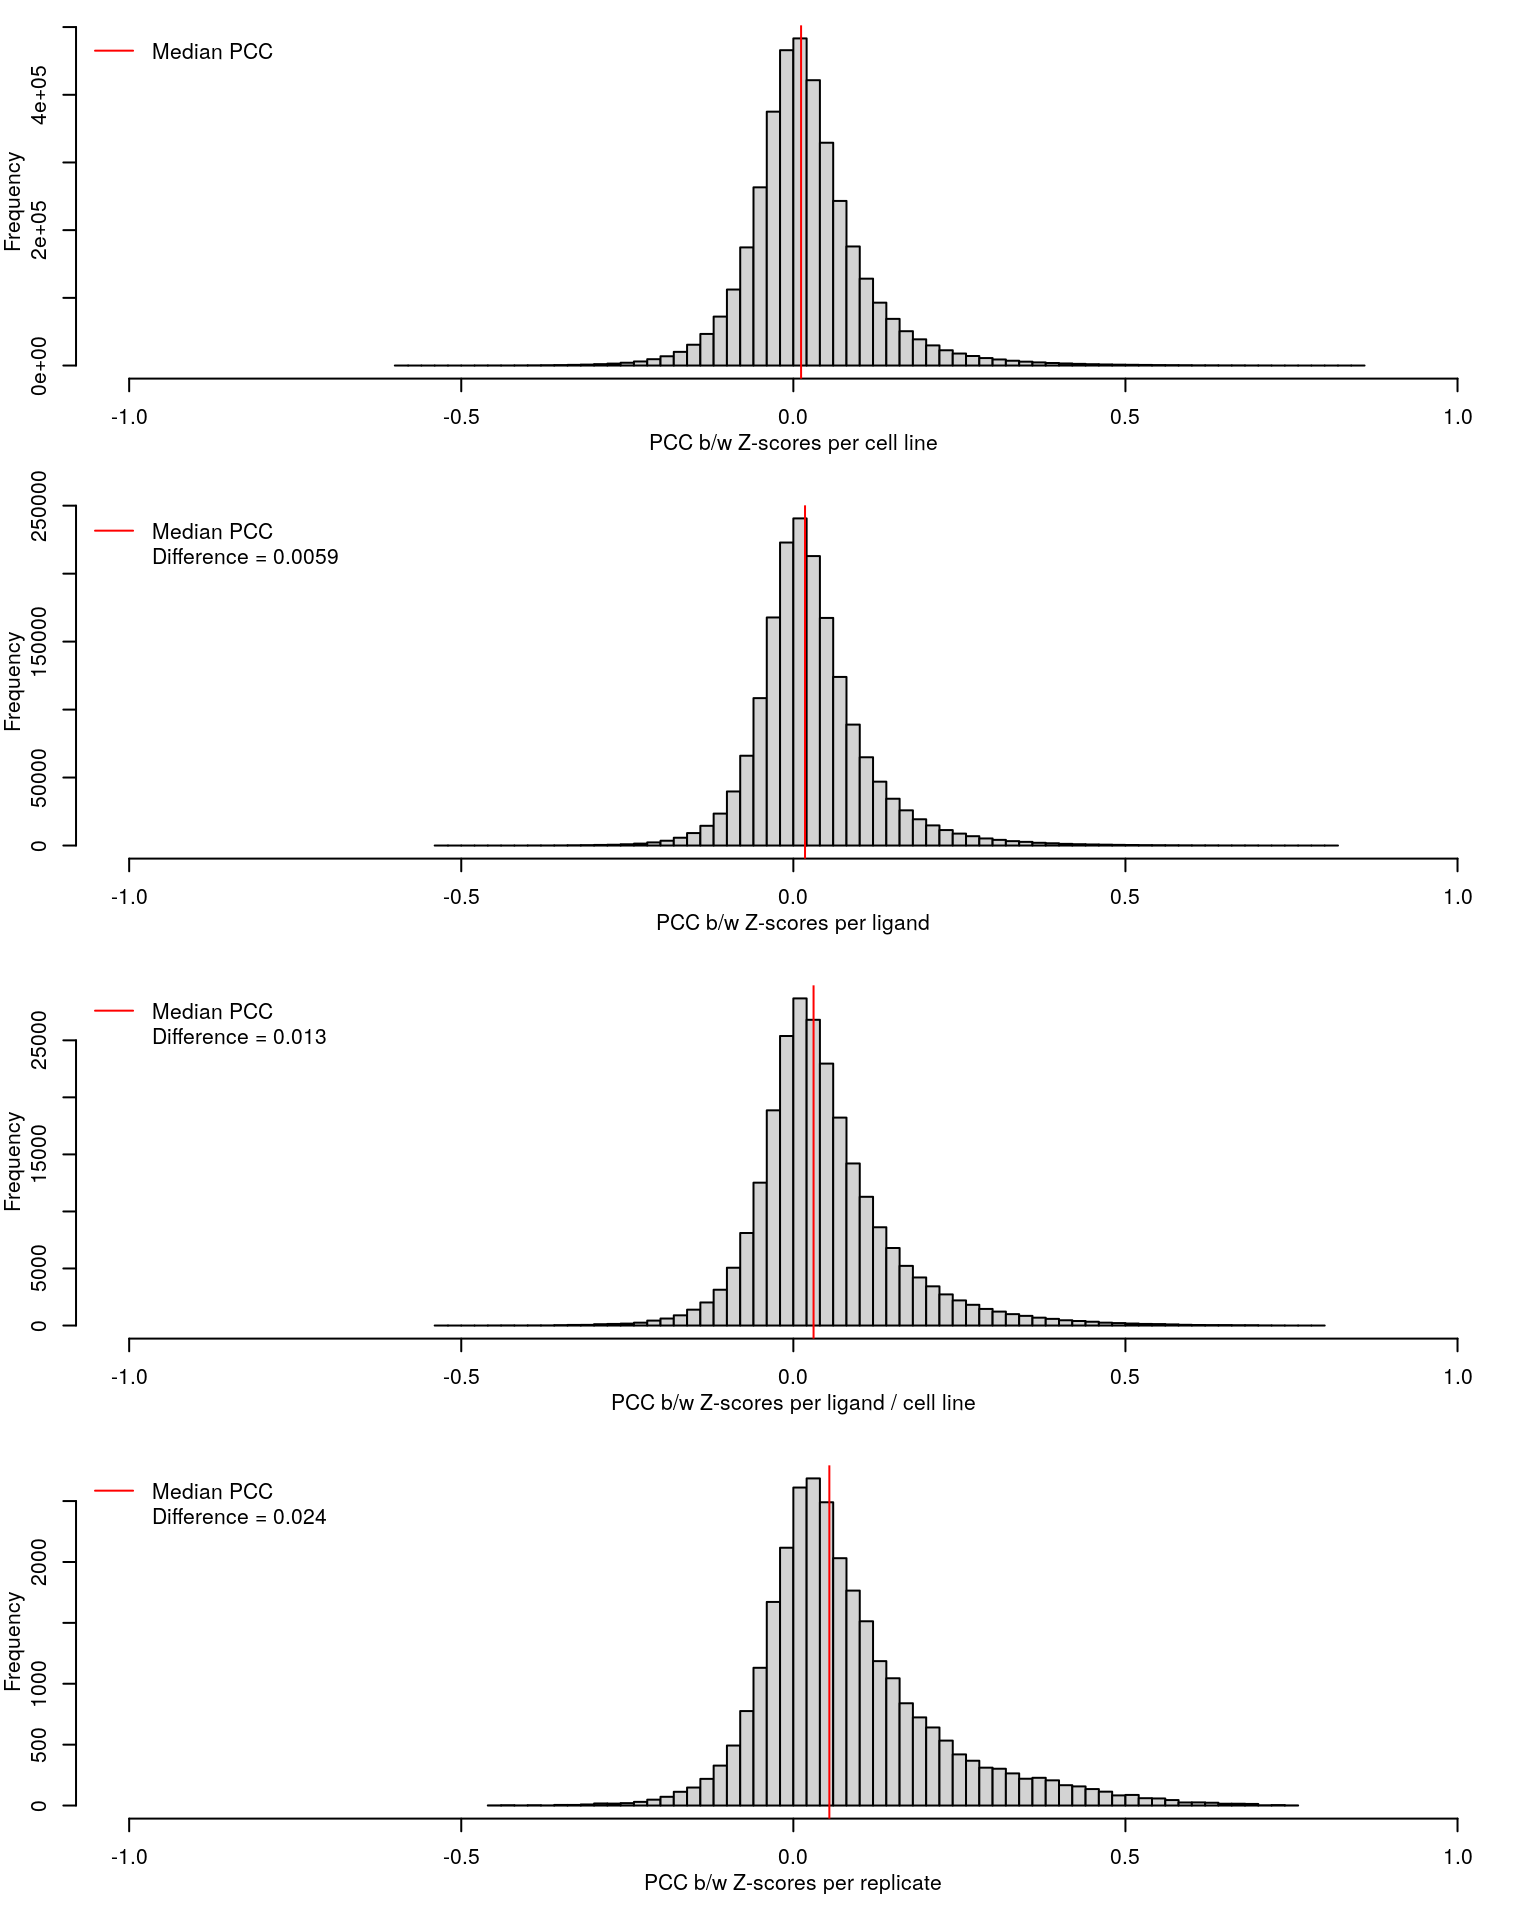 Median PCC
Frequency
4e+05
2e+05
0e+00
-1.0 -0.5 0.0 0.5 1.0
PCC b/w Z-scores per cell line
Median PCC
Difference = 0.0059
Frequency
250000
150000
50000
0
-1.0 -0.5 0.0 0.5 1.0
PCC b/w Z-scores per ligand
Median PCC
Difference = 0.013
Frequency
25000
15000
5000
0
-1.0 -0.5 0.0 0.5 1.0
PCC b/w Z-scores per ligand / cell line
Median PCC
Difference = 0.024
Frequency
2000
1000
500
0
-1.0 -0.5 0.0 0.5 1.0
PCC b/w Z-scores per replicate